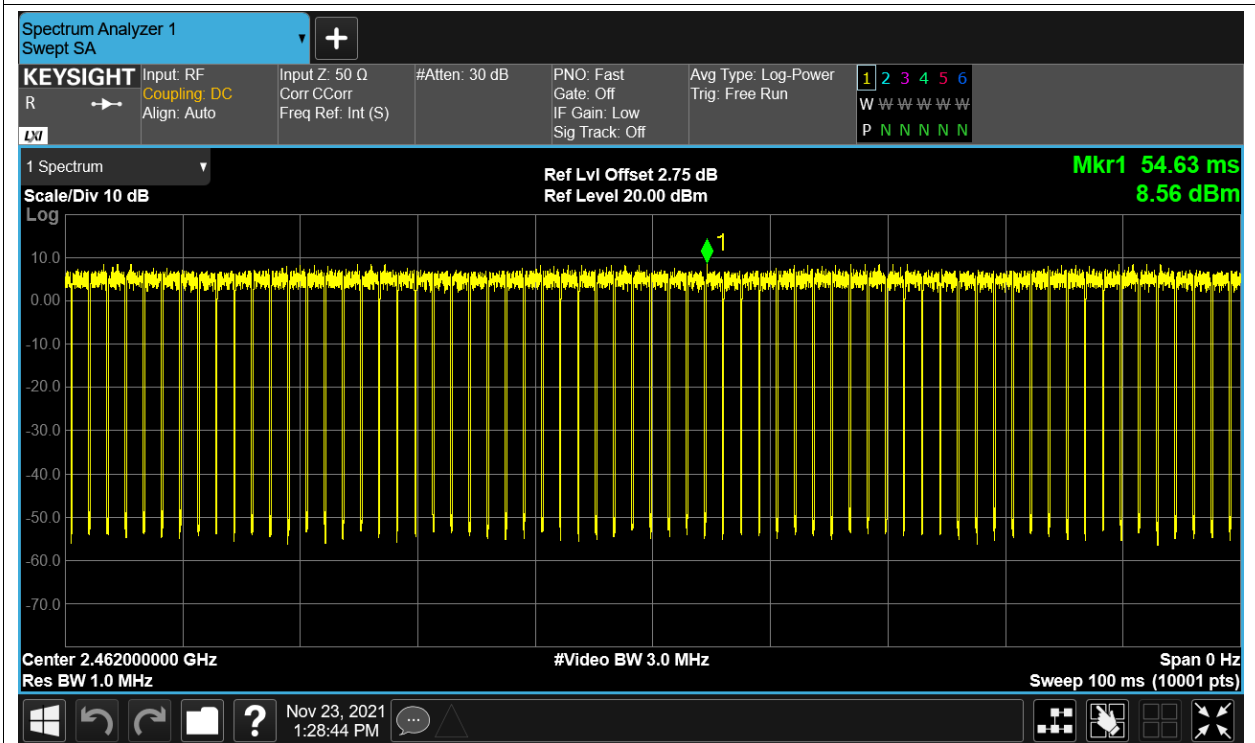 Spectrum Analyzer 1
Swept SA
KEYSIGHT
R
LXI
Input: RF
Coupling: DC
Align: Auto
Input Z: 50 Ω
Corr CCorr
Freq Ref: Int (S)
#Atten: 30 dB
PNO: Fast
Gate: Off
IF Gain: Low
Sig Track: Off
Avg Type: Log-Power
Trig: Free Run
1 2 3 4 5 6
W W W W W W
P N N N N N
1 Spectrum
Scale/Div 10 dB
Log
Ref Lvl Offset 2.75 dB
Ref Level 20.00 dBm
Mkr1 54.63 ms
8.56 dBm
1
10.0
0.00
-10.0
-20.0
-30.0
-40.0
-50.0
-60.0
-70.0
Center 2.462000000 GHz
Res BW 1.0 MHz
#Video BW 3.0 MHz
Span 0 Hz
Sweep 100 ms (10001 pts)
?
Nov 23, 2021
1:28:44 PM